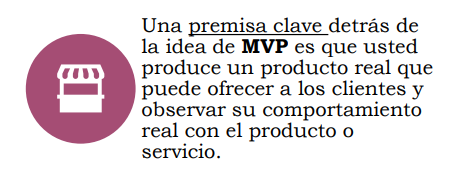 Una premisa clave detrás de
la idea de MVP es que usted
produce un producto real que
puede ofrecer a los clientes y
observar su comportamiento
real con el producto o
servicio.